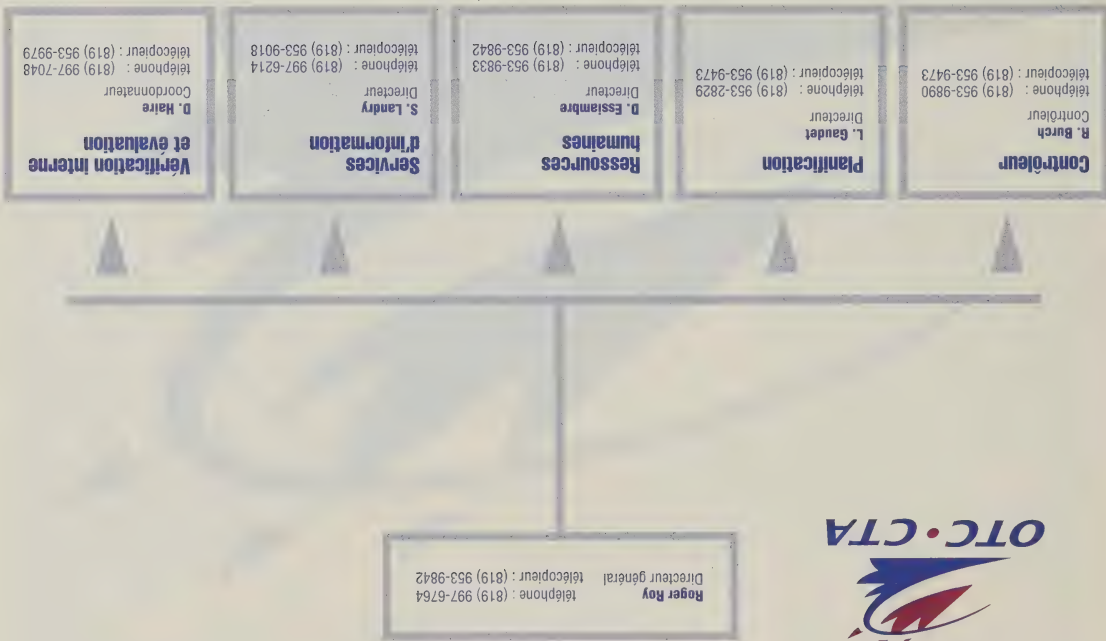 OTC • CTA
Roger Roy
Directeur général
téléphone : (819) 997-6764
télécopieur : (819) 953-9842
Contrôleur
R. Burch
Contrôleur
téléphone : (819) 953-9890
télécopieur : (819) 953-9473
Planification
L. Gaudet
Directeur
téléphone : (819) 953-2829
télécopieur : (819) 953-9473
Ressources
humaines
D. Essiambre
Directeur
téléphone : (819) 953-9833
télécopieur : (819) 953-9842
Services
d'information
S. Landry
Directeur
téléphone : (819) 997-6214
télécopieur : (819) 953-9018
Vérification interne
et évaluation
D. Haire
Coordonnateur
téléphone : (819) 997-7048
télécopieur : (819) 953-9979